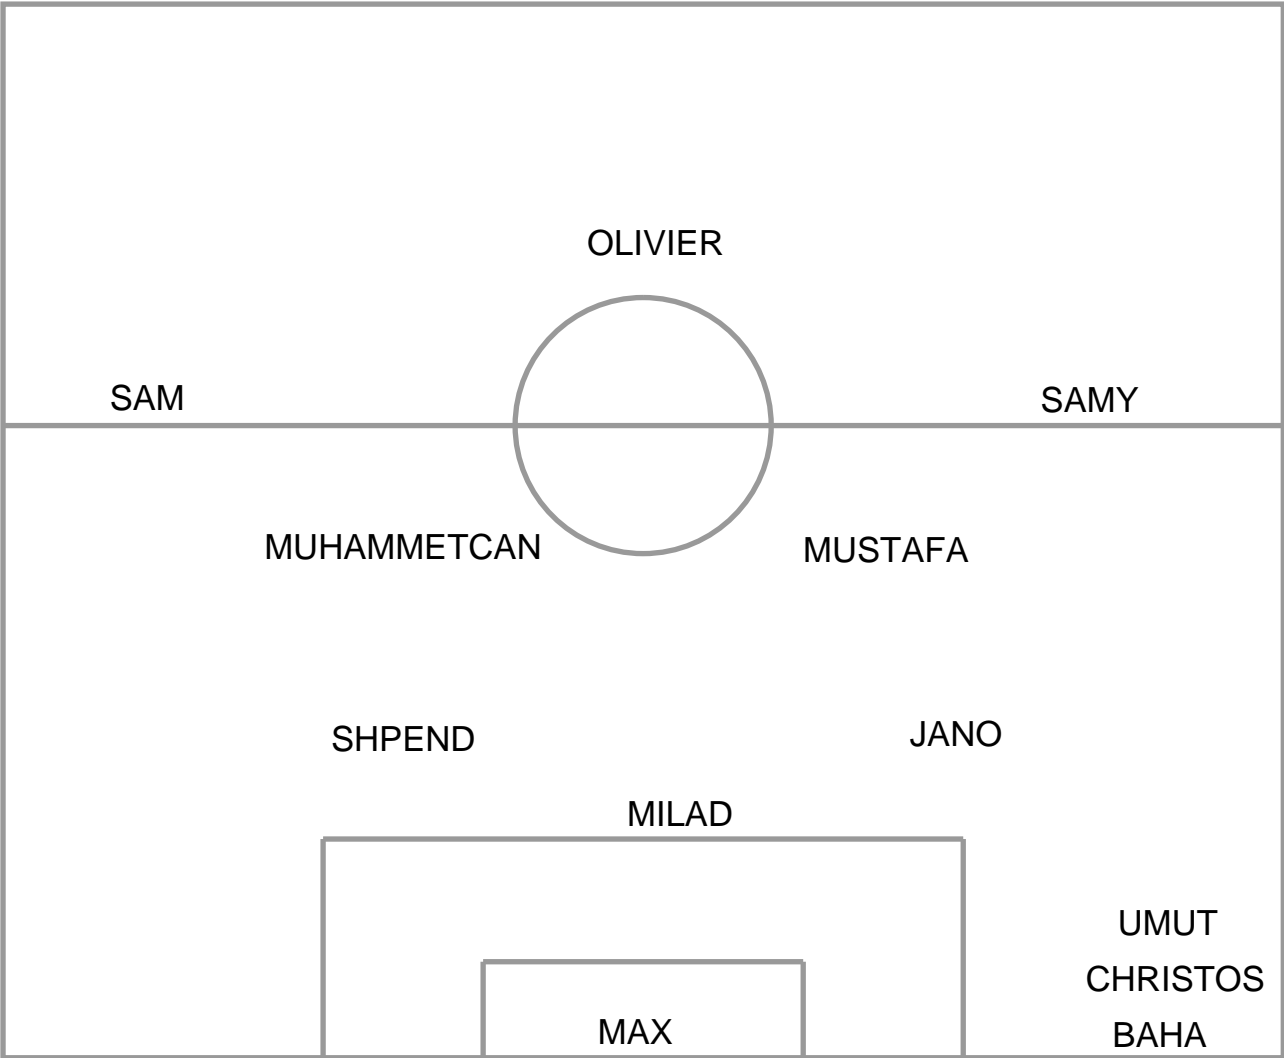 OLIVIER
SAM SAMY
MUHAMMETCAN MUSTAFA
SHPEND JANO
MILAD
UMUT
CHRISTOS
MAX BAHA